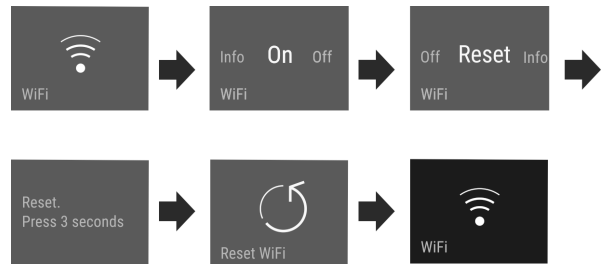 WiFi
Info On Off
WiFi
Off Reset Info
WiFi
Reset.
Press 3 seconds
Reset WiFi
WiFi